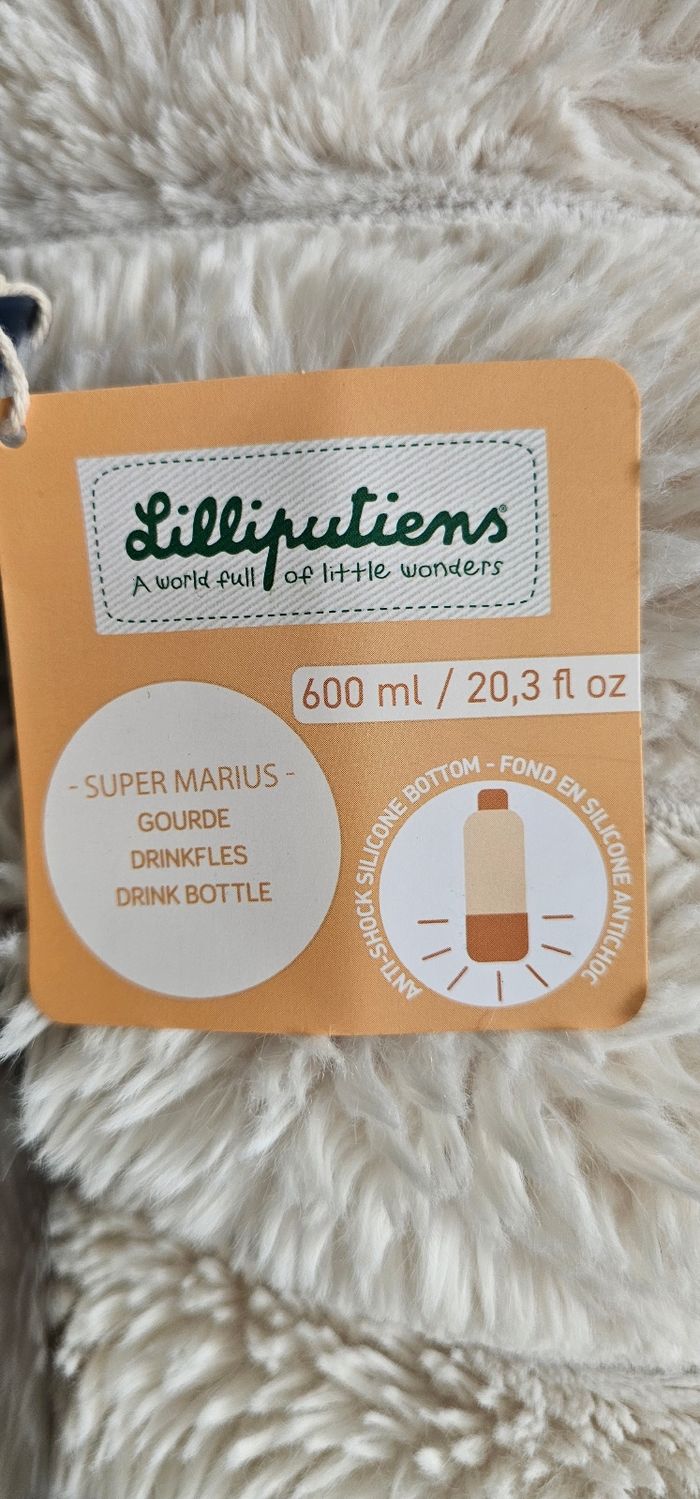 Lilliputiens®
A world full of little wonders
600 ml / 20,3 fl oz
- SUPER MARIUS -
GOURDE
DRINKFLES
DRINK BOTTLE
ANTI-SHOCK SILICONE BOTTOM - FOND EN SILICONE ANTICHOC